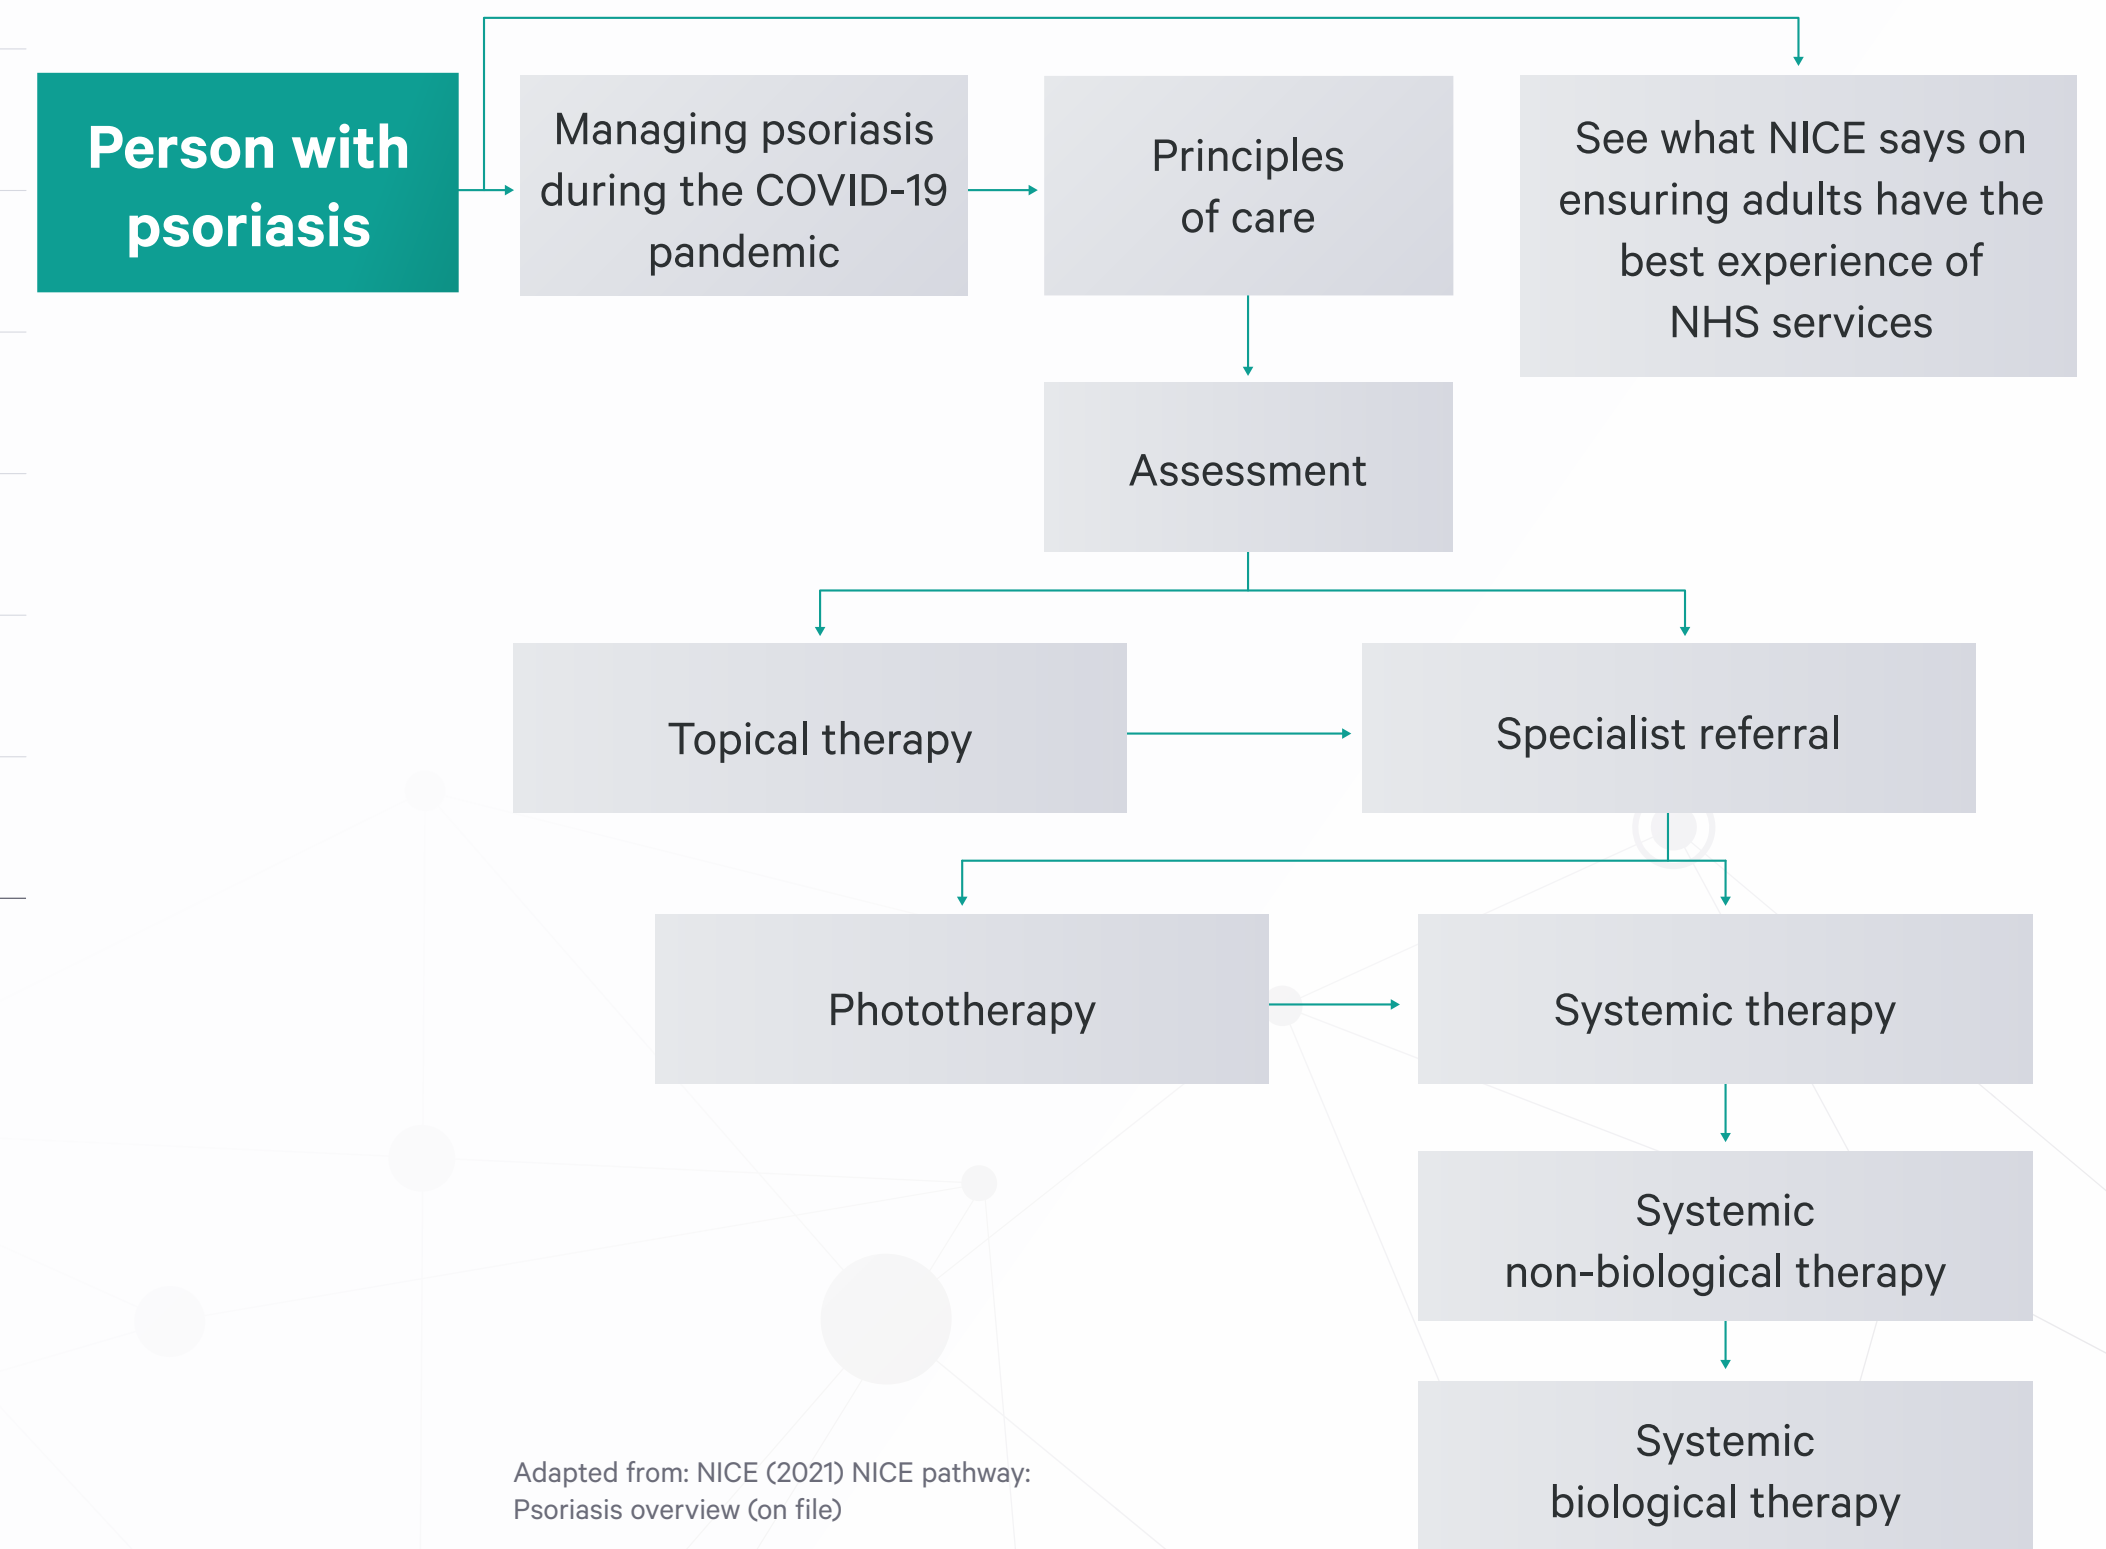 Person with
psoriasis
Managing psoriasis
during the COVID-19
pandemic
Principles
of care
See what NICE says on
ensuring adults have the
best experience of
NHS services
Assessment
Topical therapy
Specialist referral
Phototherapy
Systemic therapy
Systemic
non-biological therapy
Systemic
biological therapy
Adapted from: NICE (2021) NICE pathway:
Psoriasis overview (on file)